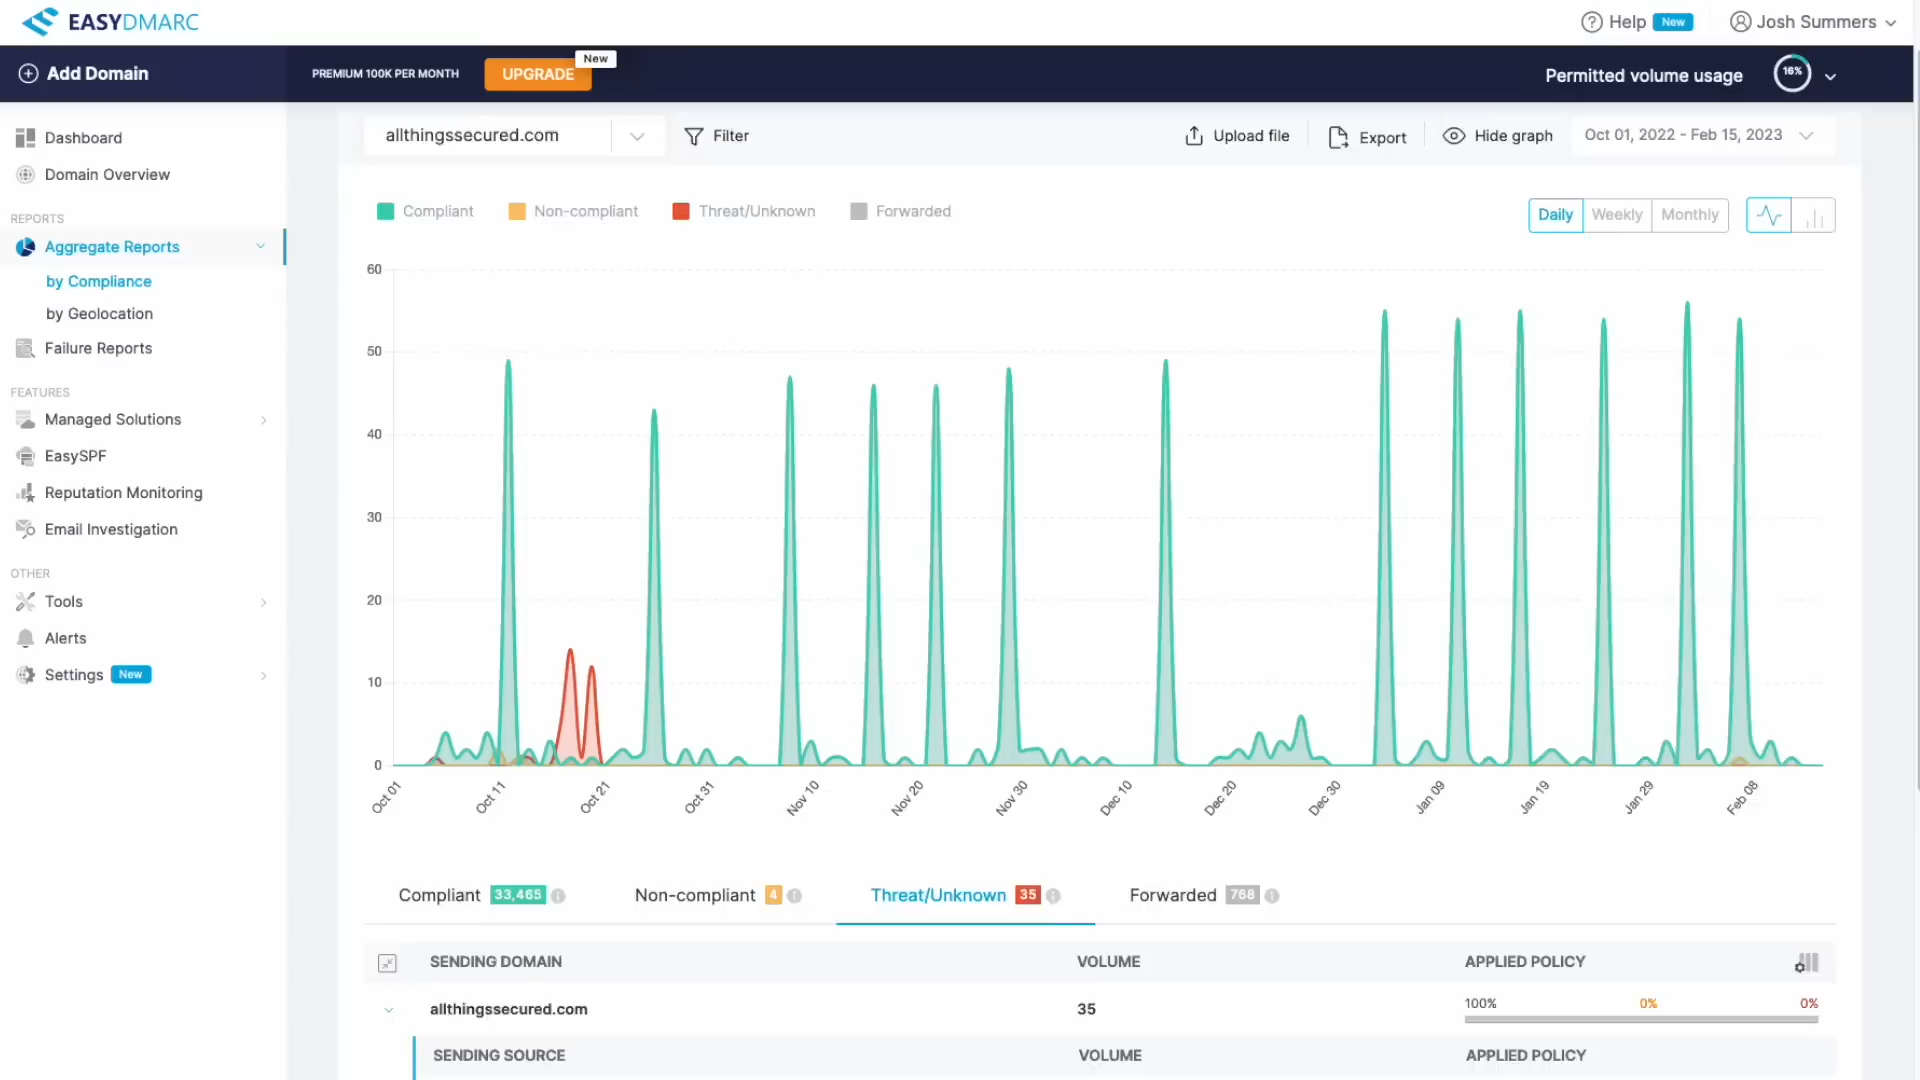 EASYDMARC
Help New
Josh Summers
Add Domain
PREMIUM 100K PER MONTH
UPGRADE
New
Permitted volume usage
16%
Dashboard
Domain Overview
REPORTS
Aggregate Reports
by Compliance
by Geolocation
Failure Reports
FEATURES
Managed Solutions
EasySPF
Reputation Monitoring
Email Investigation
OTHER
Tools
Alerts
Settings New
allthingssecured.com
Filter
Upload file
Export
Hide graph
Oct 01, 2022 - Feb 15, 2023
Compliant
Non-compliant
Threat/Unknown
Forwarded
Daily
Weekly
Monthly
60
50
40
30
20
10
0
Oct 01
Oct 11
Oct 21
Oct 31
Nov 10
Nov 20
Nov 30
Dec 10
Dec 20
Dec 30
Jan 09
Jan 19
Jan 29
Feb 08
Compliant 33,465
Non-compliant 4
Threat/Unknown 35
Forwarded 768
SENDING DOMAIN VOLUME APPLIED POLICY
allthingssecured.com 35 100% 0% 0%
SENDING SOURCE VOLUME APPLIED POLICY